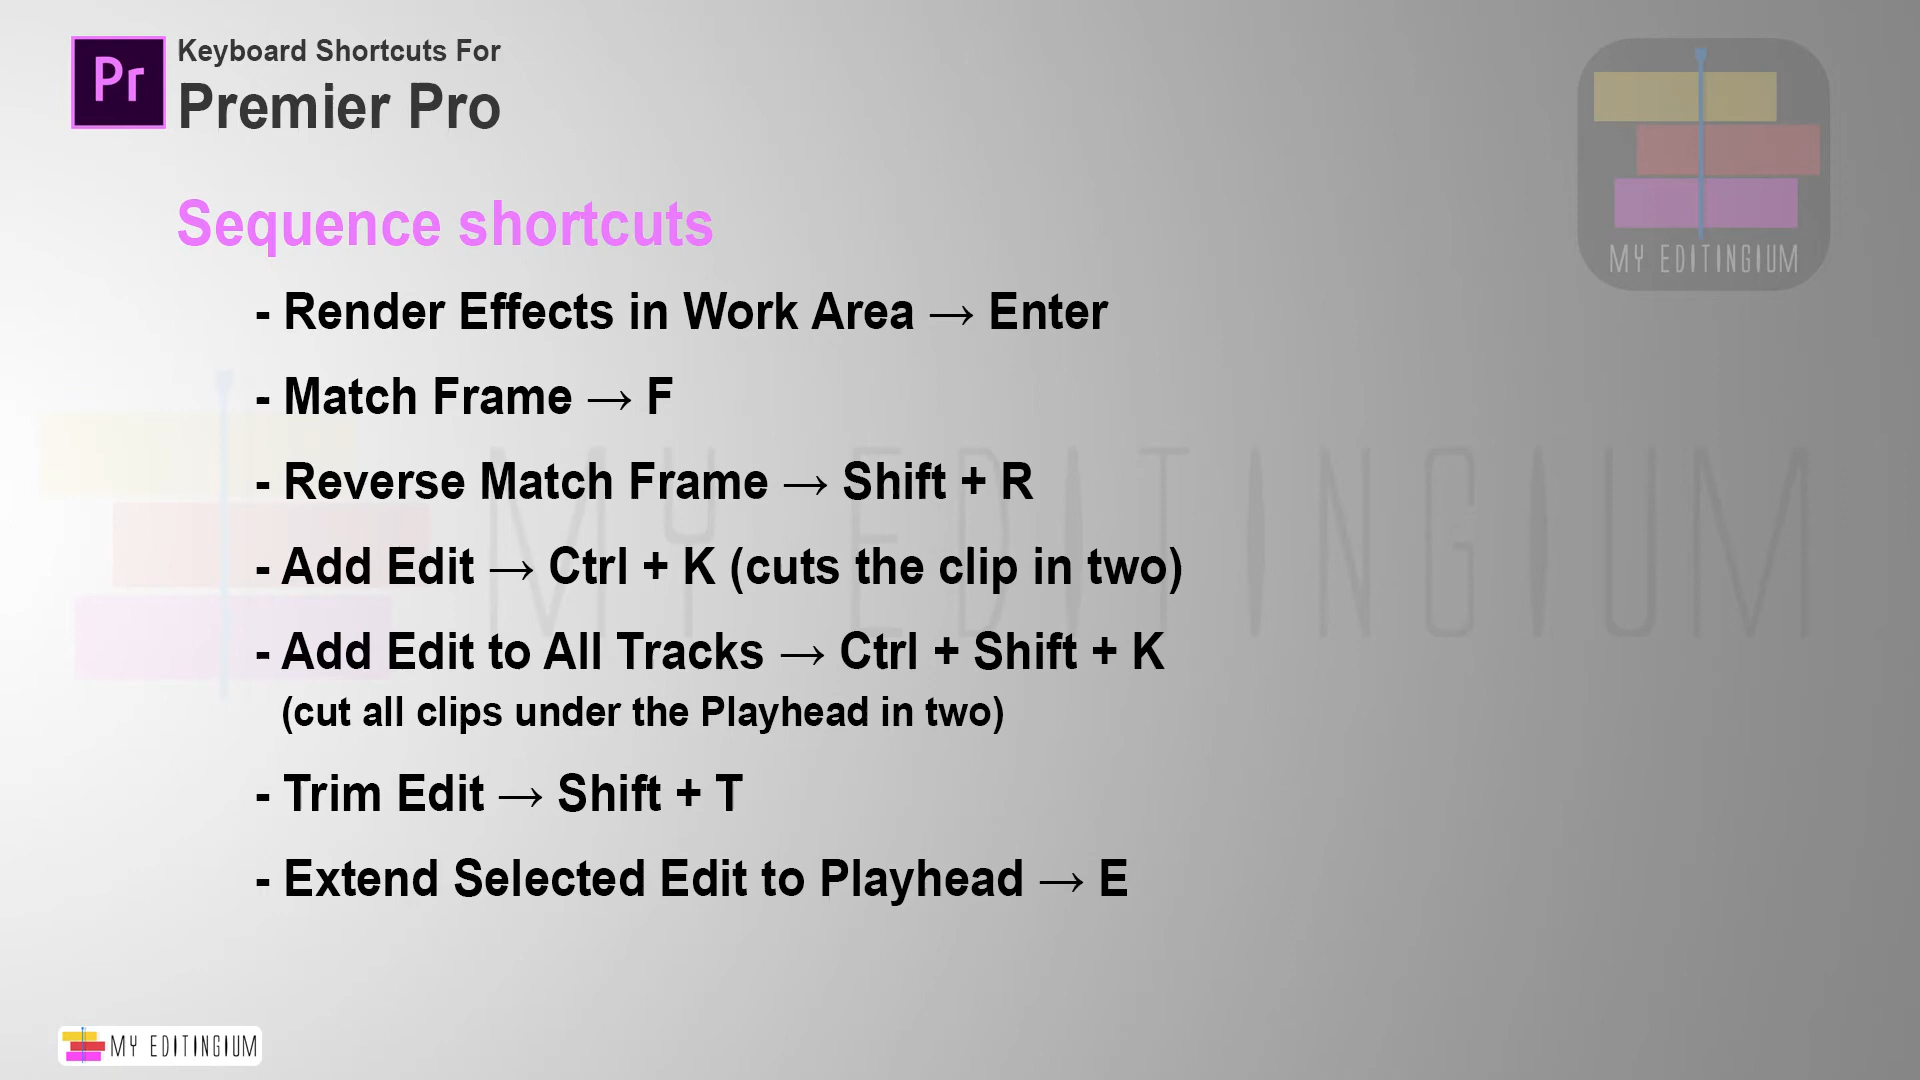 Pr
Keyboard Shortcuts For
Premier Pro
MY EDITINGIUM
Sequence shortcuts
- Render Effects in Work Area → Enter
- Match Frame → F
- Reverse Match Frame → Shift + R
MY EDITINGIUM
- Add Edit → Ctrl + K (cuts the clip in two)
- Add Edit to All Tracks → Ctrl + Shift + K
(cut all clips under the Playhead in two)
- Trim Edit → Shift + T
- Extend Selected Edit to Playhead → E
MY EDITINGIUM